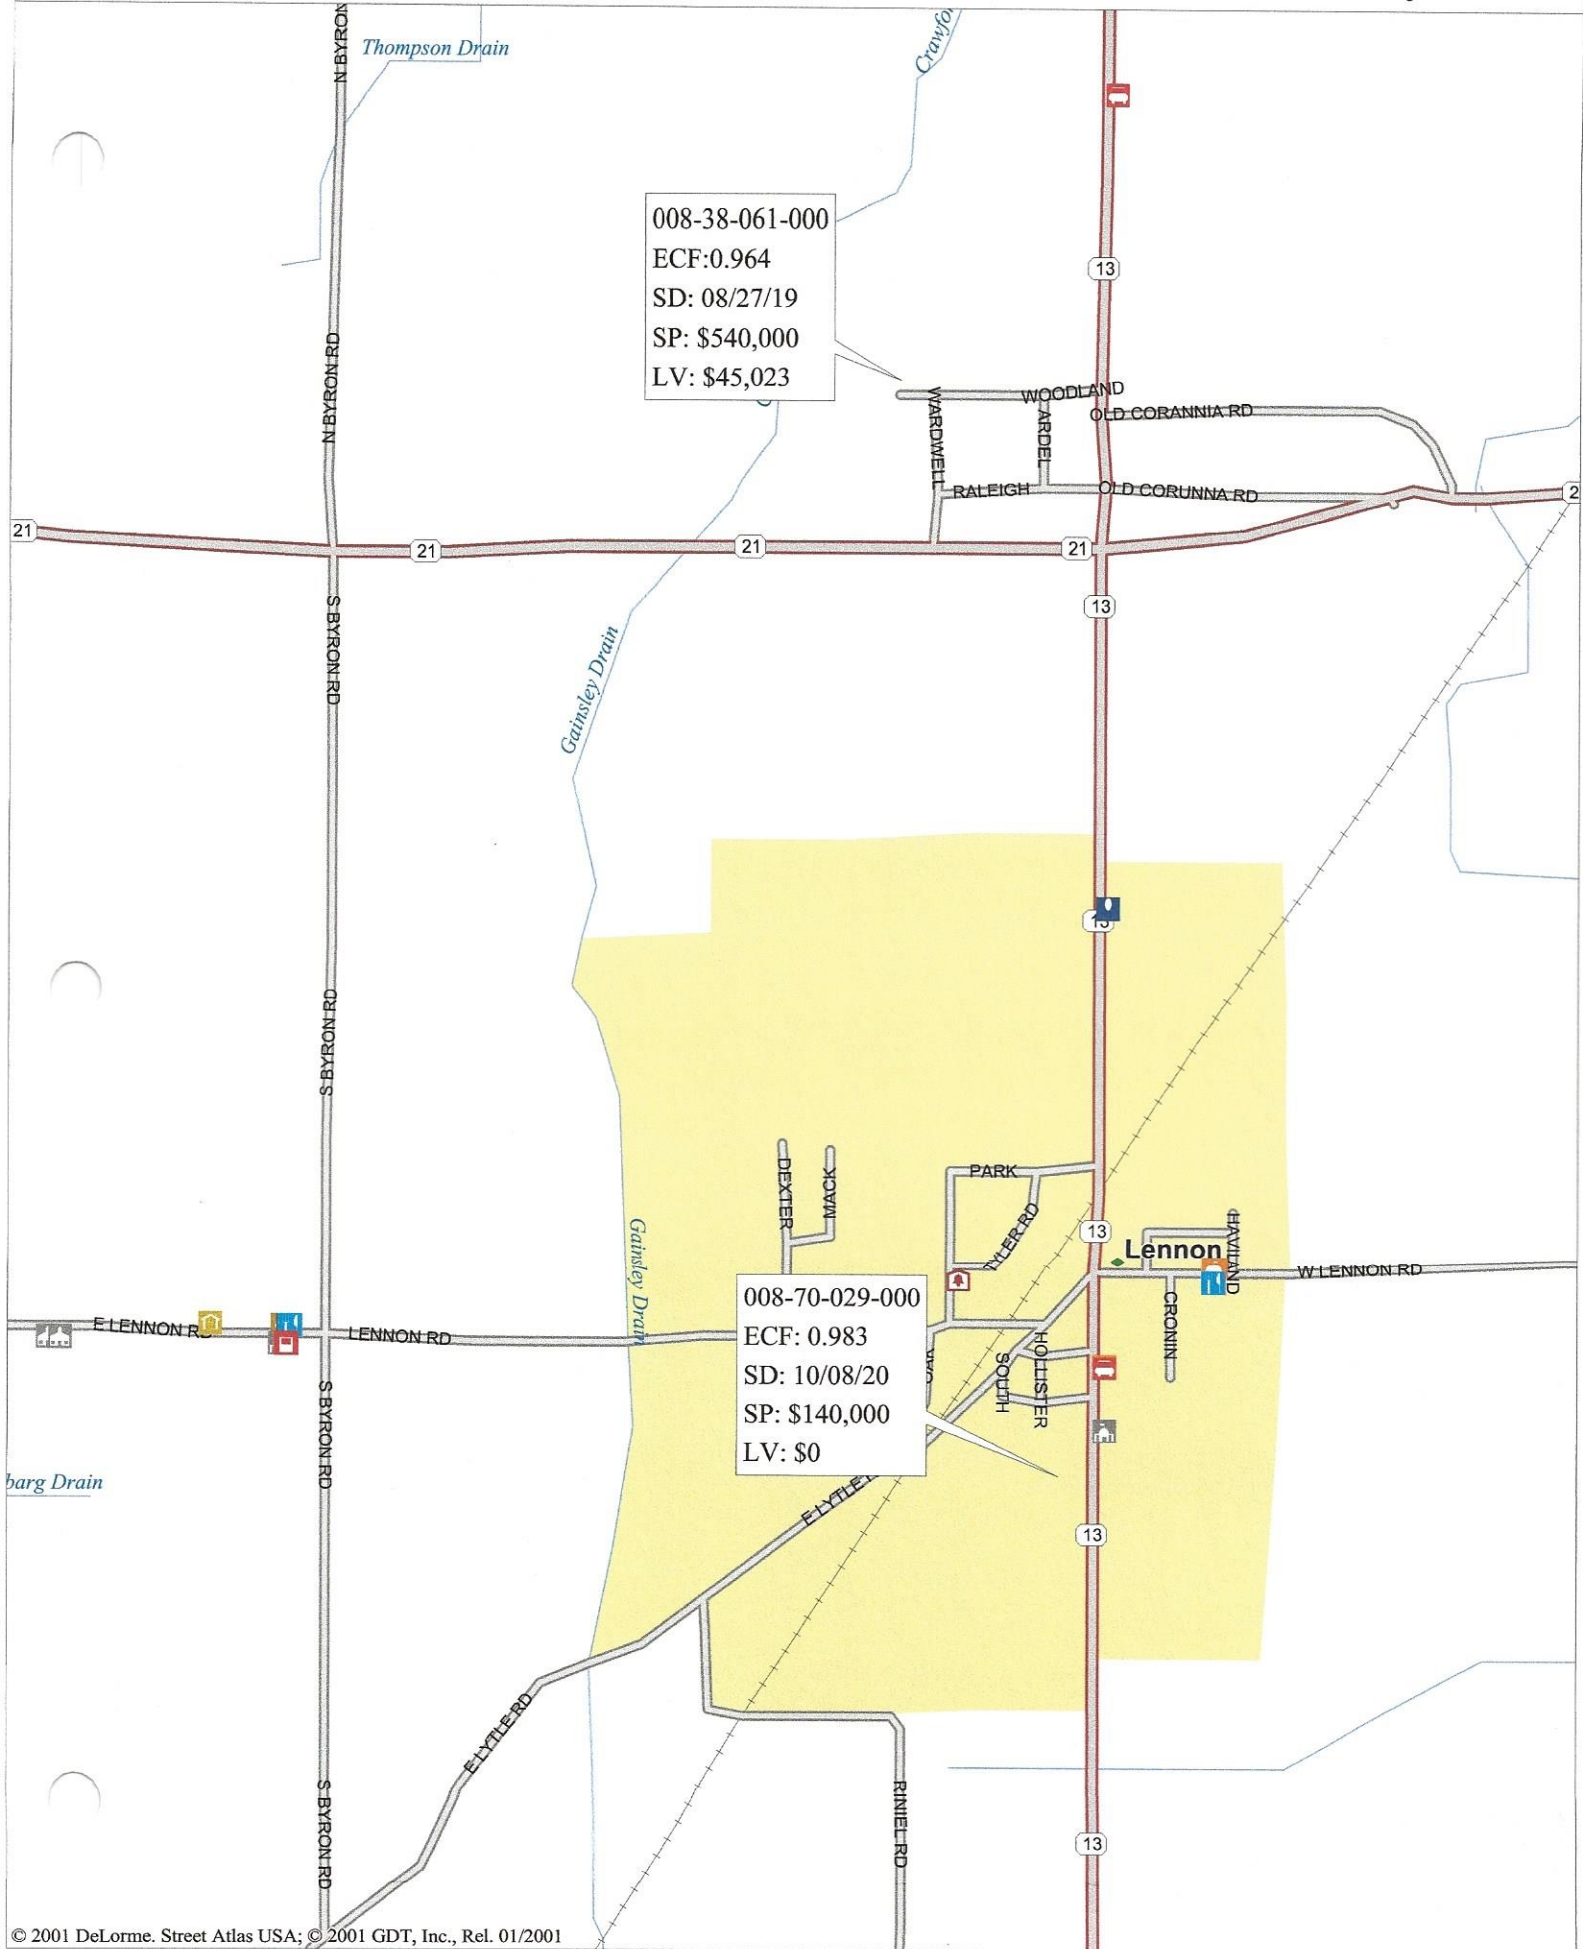 N BYRON
Thompson Drain
Crawfo
13
008-38-061-000
ECF:0.964
SD: 08/27/19
SP: $540,000
LV: $45,023
N BYRON RD
WOODLAND
WARDWELL
ARDEL
OLD CORANNIA RD
RALEIGH
OLD CORUNNA RD
21
21
21
21
2
13
S BYRON RD
Gainsley Drain
13
S BYRON RD
PARK
DEXTER
MACK
TYLER RD
13
Lennon
HAVILAND
W LENNON RD
Gainsley Drain
008-70-029-000
ECF: 0.983
SD: 10/08/20
SP: $140,000
LV: $0
E LENNON RD
LENNON RD
CRONIN
HOLLISTER
SOUTH
S BYRON RD
barg Drain
E LYTLE
13
E LYTLE RD
S BYRON RD
RINIEL RD
13
© 2001 DeLorme. Street Atlas USA; © 2001 GDT, Inc., Rel. 01/2001